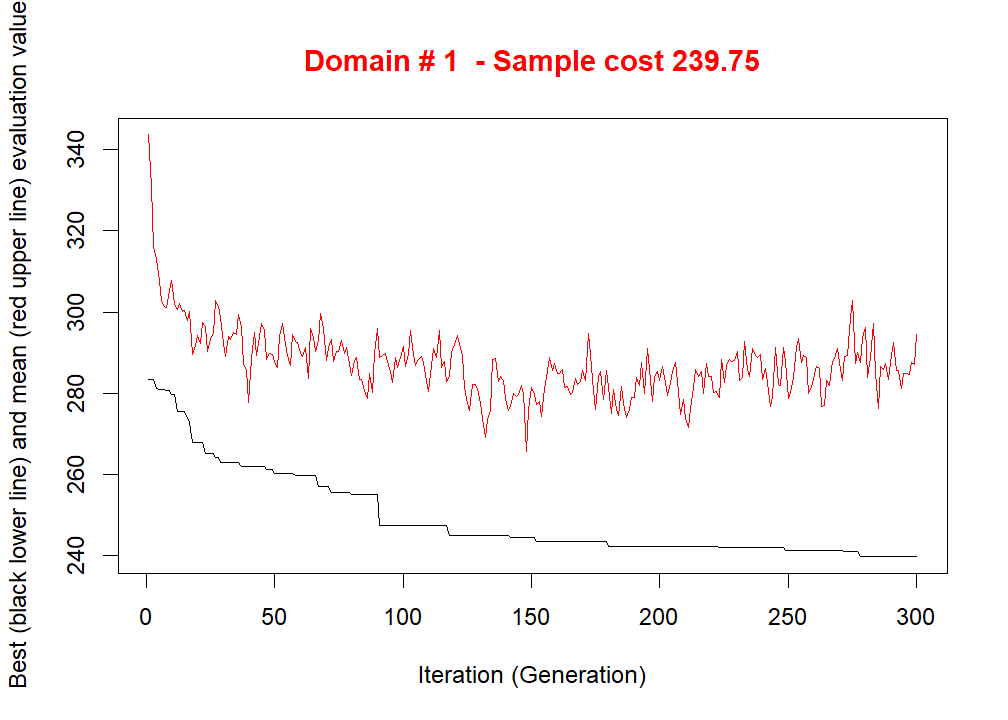 Domain # 1  - Sample cost 239.75
Best (black lower line) and mean (red upper line) evaluation value
340
320
300
280
260
240
0 50 100 150 200 250 300
Iteration (Generation)